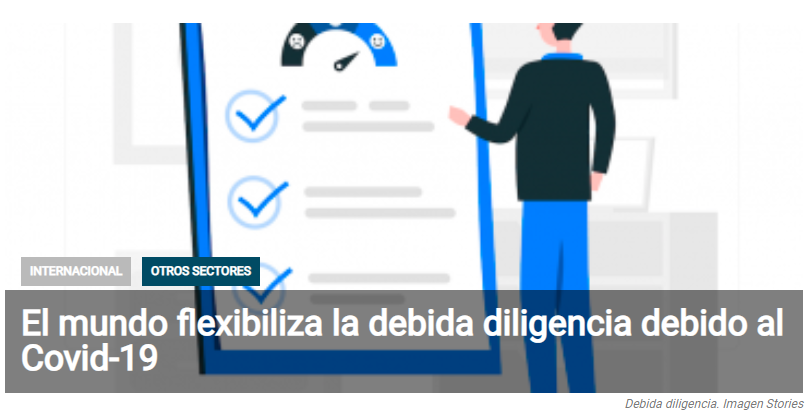 INTERNACIONAL
OTROS SECTORES
El mundo flexibiliza la debida diligencia debido al
Covid-19
Debida diligencia. Imagen Stories